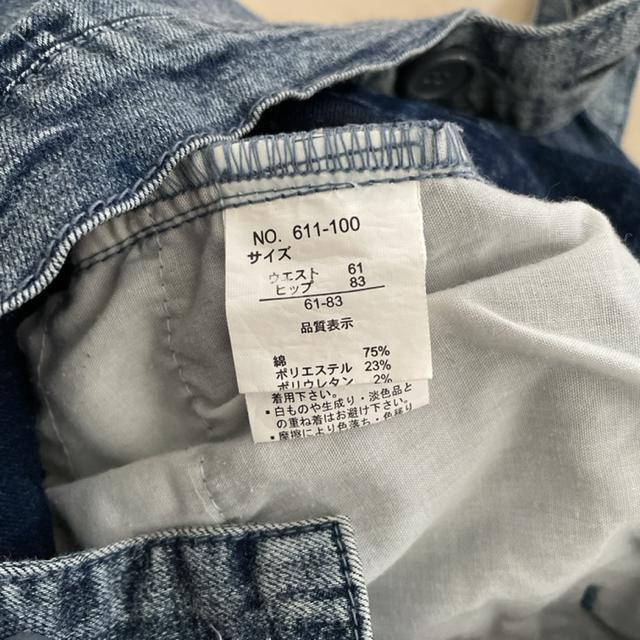 NO. 611-100
サイズ
ウエスト 61
ヒップ 83
61-83
品質表示
綿 75%
ポリエステル 23%
ポリウレタン 2%
着用下さい。
・白ものや生成り・淡色品と
の重ね着はお避け下さい。
・摩擦により色落ち・色移り